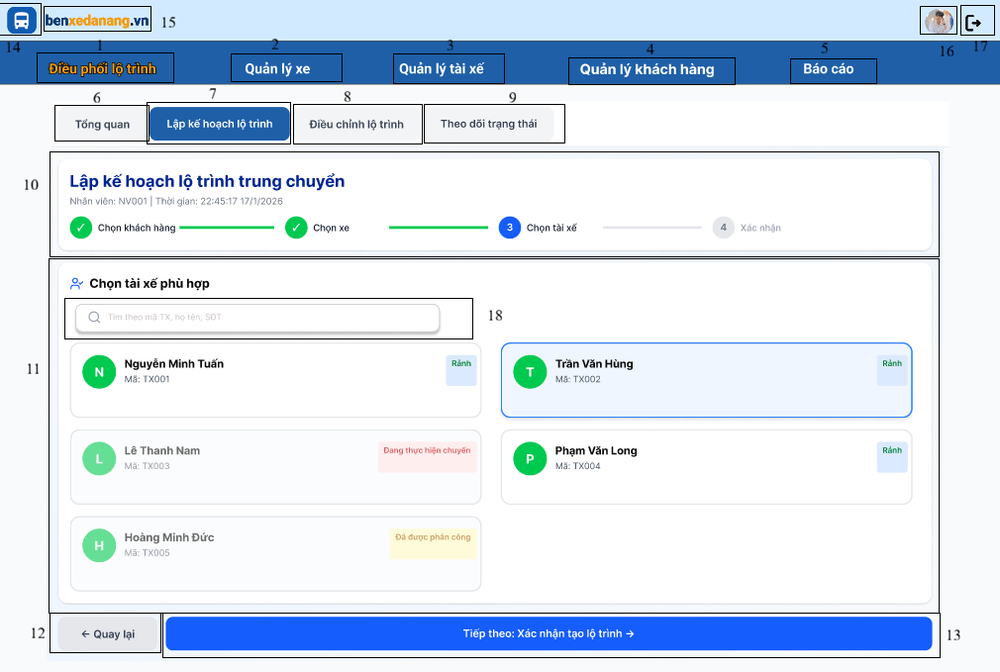 benxedanang.vn
15
14
16
17
1
2
3
4
5
Điều phối lộ trình
Quản lý xe
Quản lý tài xế
Quản lý khách hàng
Báo cáo
6
7
8
9
Tổng quan
Lập kế hoạch lộ trình
Điều chỉnh lộ trình
Theo dõi trạng thái
10
Lập kế hoạch lộ trình trung chuyển
Nhân viên: NV001 | Thời gian: 22:45:17 17/1/2026
✓ Chọn khách hàng
✓ Chọn xe
3 Chọn tài xế
4 Xác nhận
Chọn tài xế phù hợp
Tìm theo mã TX, họ tên, SĐT
18
11
N
Nguyễn Minh Tuấn
Mã: TX001
Rảnh
T
Trần Văn Hùng
Mã: TX002
Rảnh
L
Lê Thanh Nam
Mã: TX003
Đang thực hiện chuyến
P
Phạm Văn Long
Mã: TX004
Rảnh
H
Hoàng Minh Đức
Mã: TX005
Đã được phân công
12
← Quay lại
Tiếp theo: Xác nhận tạo lộ trình →
13